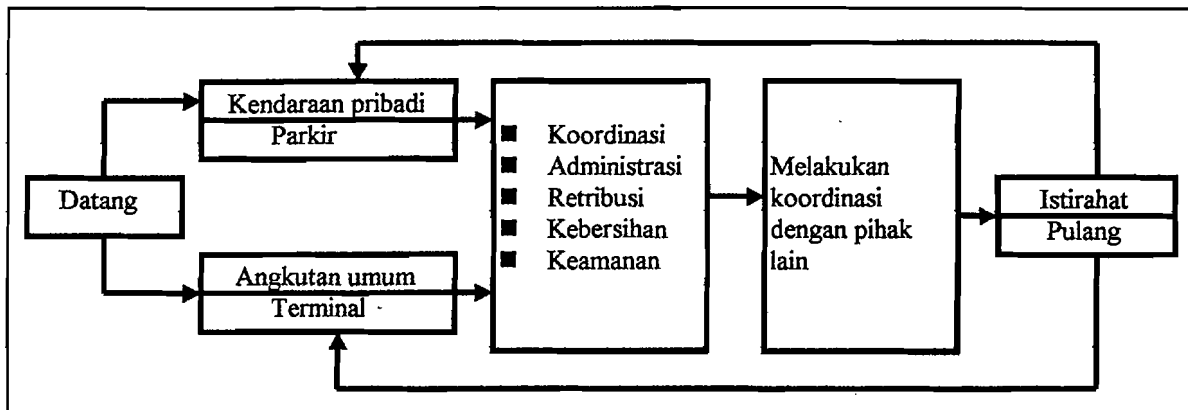 Kendaraan pribadi
Parkir
Datang
Angkutan umum
Terminal
Koordinasi
Administrasi
Retribusi
Kebersihan
Keamanan
Melakukan
koordinasi
dengan pihak
lain
Istirahat
Pulang